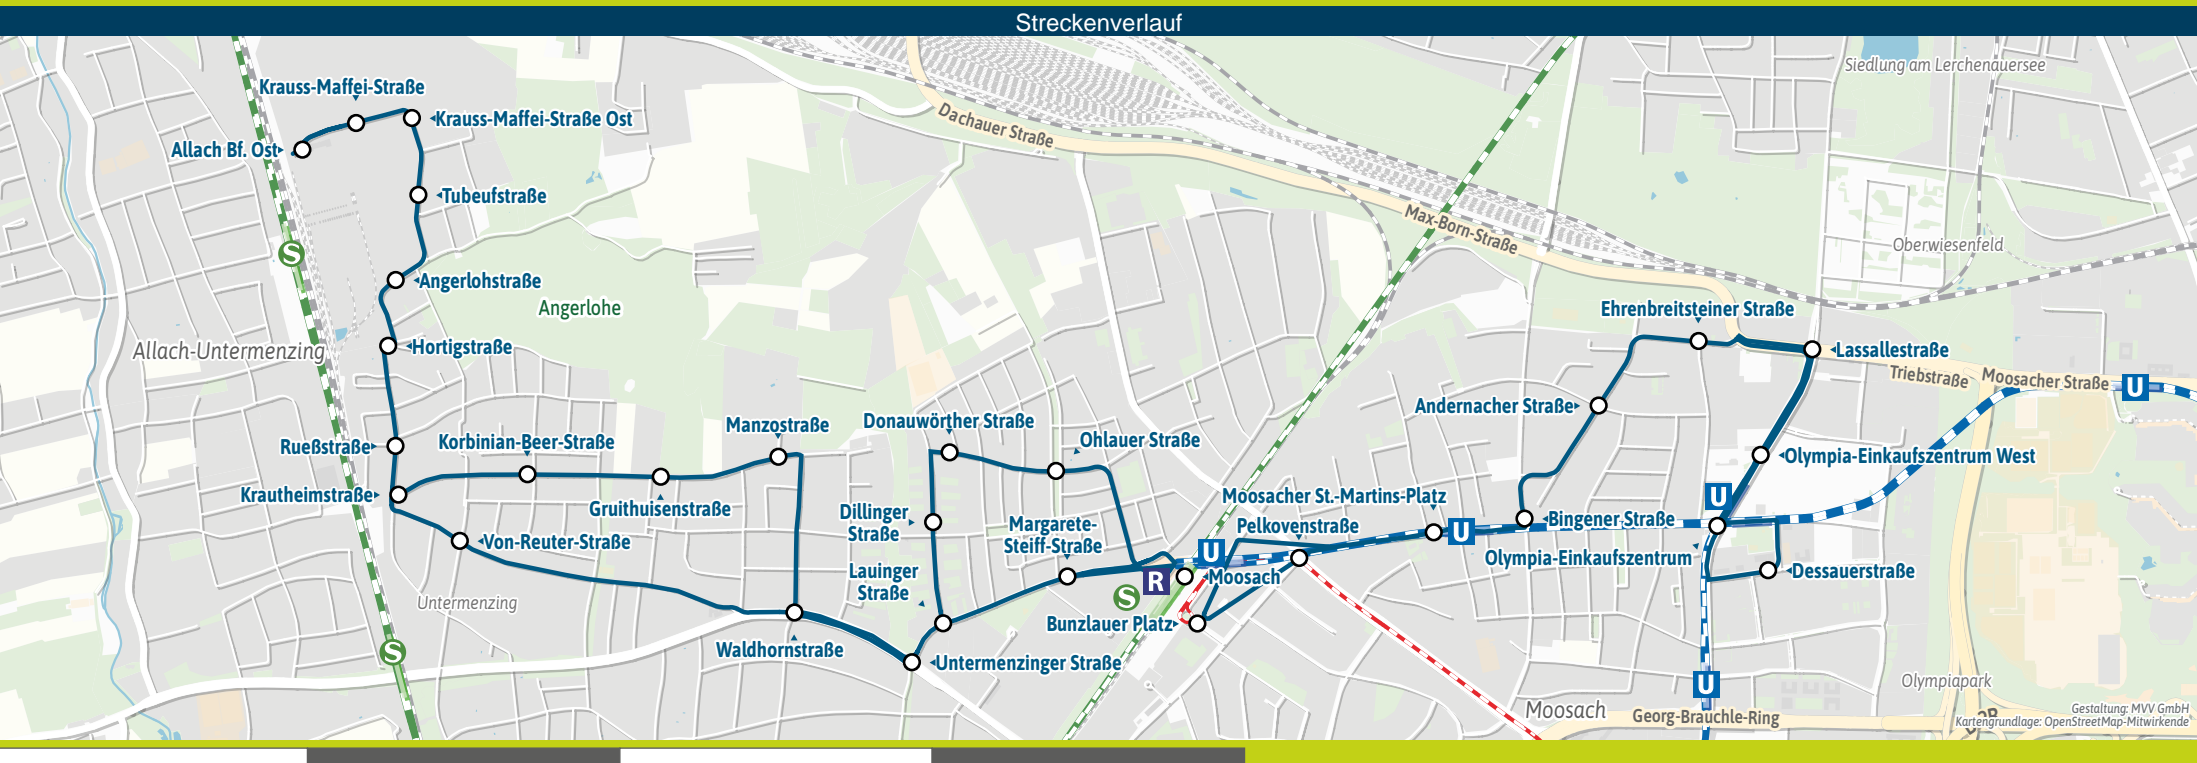 Streckenverlauf
Siedlung am Lerchenauersee
Krauss-Maffei-Straße
Krauss-Maffei-Straße Ost
Dachauer Straße
Allach Bf. Ost
Tubeufstraße
Max-Born-Straße
S
Oberwiesenfeld
Angerlohstraße
Angerlohe
Ehrenbreitsteiner Straße
Allach-Untermenzing
Hortigstraße
Lassallestraße
Triebstraße
Moosacher Straße
U
Andernacher Straße
Manzostraße
Donauwörther Straße
Rueßstraße
Korbinian-Beer-Straße
Ohlauer Straße
Olympia-Einkaufszentrum West
Krautheimstraße
Gruithuisenstraße
Moosacher St.-Martins-Platz
U
Dillinger
Straße
Margarete-
Steiff-Straße
Pelkovenstraße
U
Bingener Straße
Von-Reuter-Straße
U
Olympia-Einkaufszentrum
Lauinger
Straße
R
Moosach
Dessauerstraße
S
Untermenzing
Bunzlauer Platz
S
Waldhornstraße
Untermenzinger Straße
U
Olympiapark
Moosach
Georg-Brauchle-Ring
Gestaltung: MVV GmbH
Kartengrundlage: OpenStreetMap-Mitwirkende